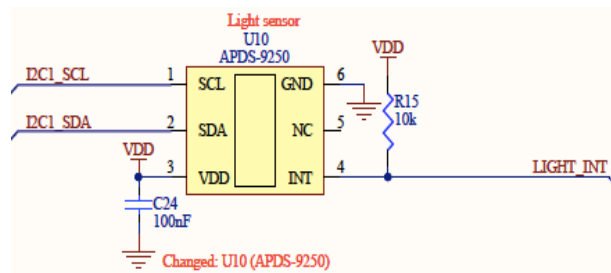 Light sensor
U10
APDS-9250
VDD
I2C1_SCL
1
SCL
GND
6
R15
10k
I2C1_SDA
2
SDA
NC
5
VDD
3
VDD
INT
4
LIGHT_INT
C24
100nF
Changed: U10 (APDS-9250)